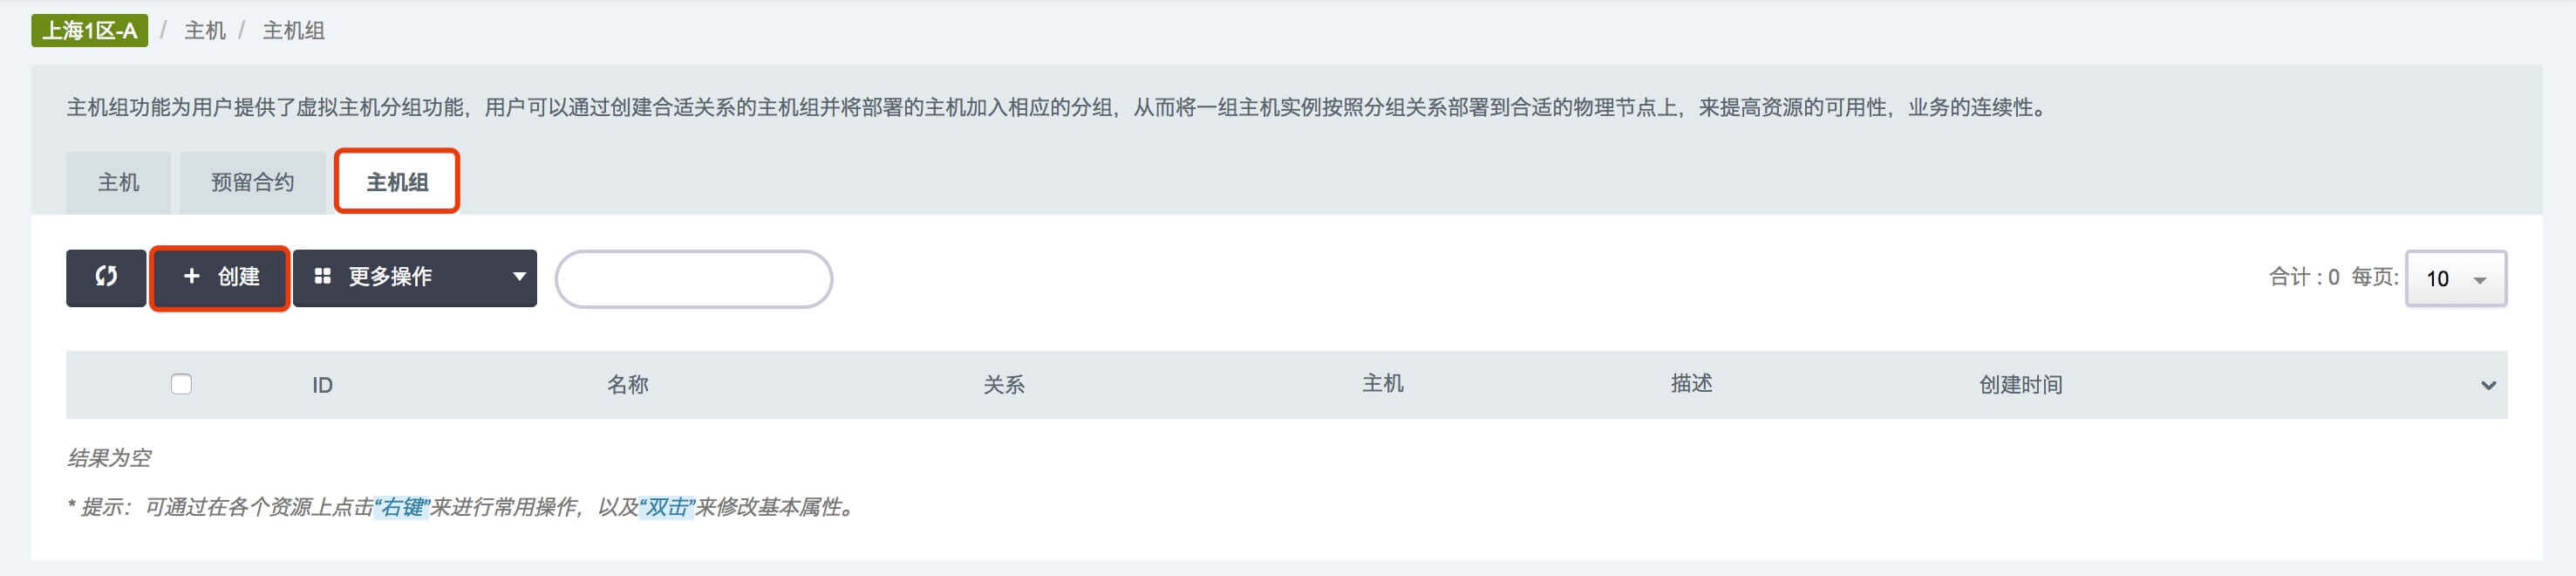 上海1区-A / 主机 / 主机组
主机组功能为用户提供了虚拟主机分组功能，用户可以通过创建合适关系的主机组并将部署的主机加入相应的分组，从而将一组主机实例按照分组关系部署到合适的物理节点上，来提高资源的可用性，业务的连续性。
主机 预留合约 主机组
+ 创建 更多操作 合计 : 0 每页: 10
ID 名称 关系 主机 描述 创建时间
结果为空
* 提示：可通过在各个资源上点击“右键”来进行常用操作，以及“双击”来修改基本属性。